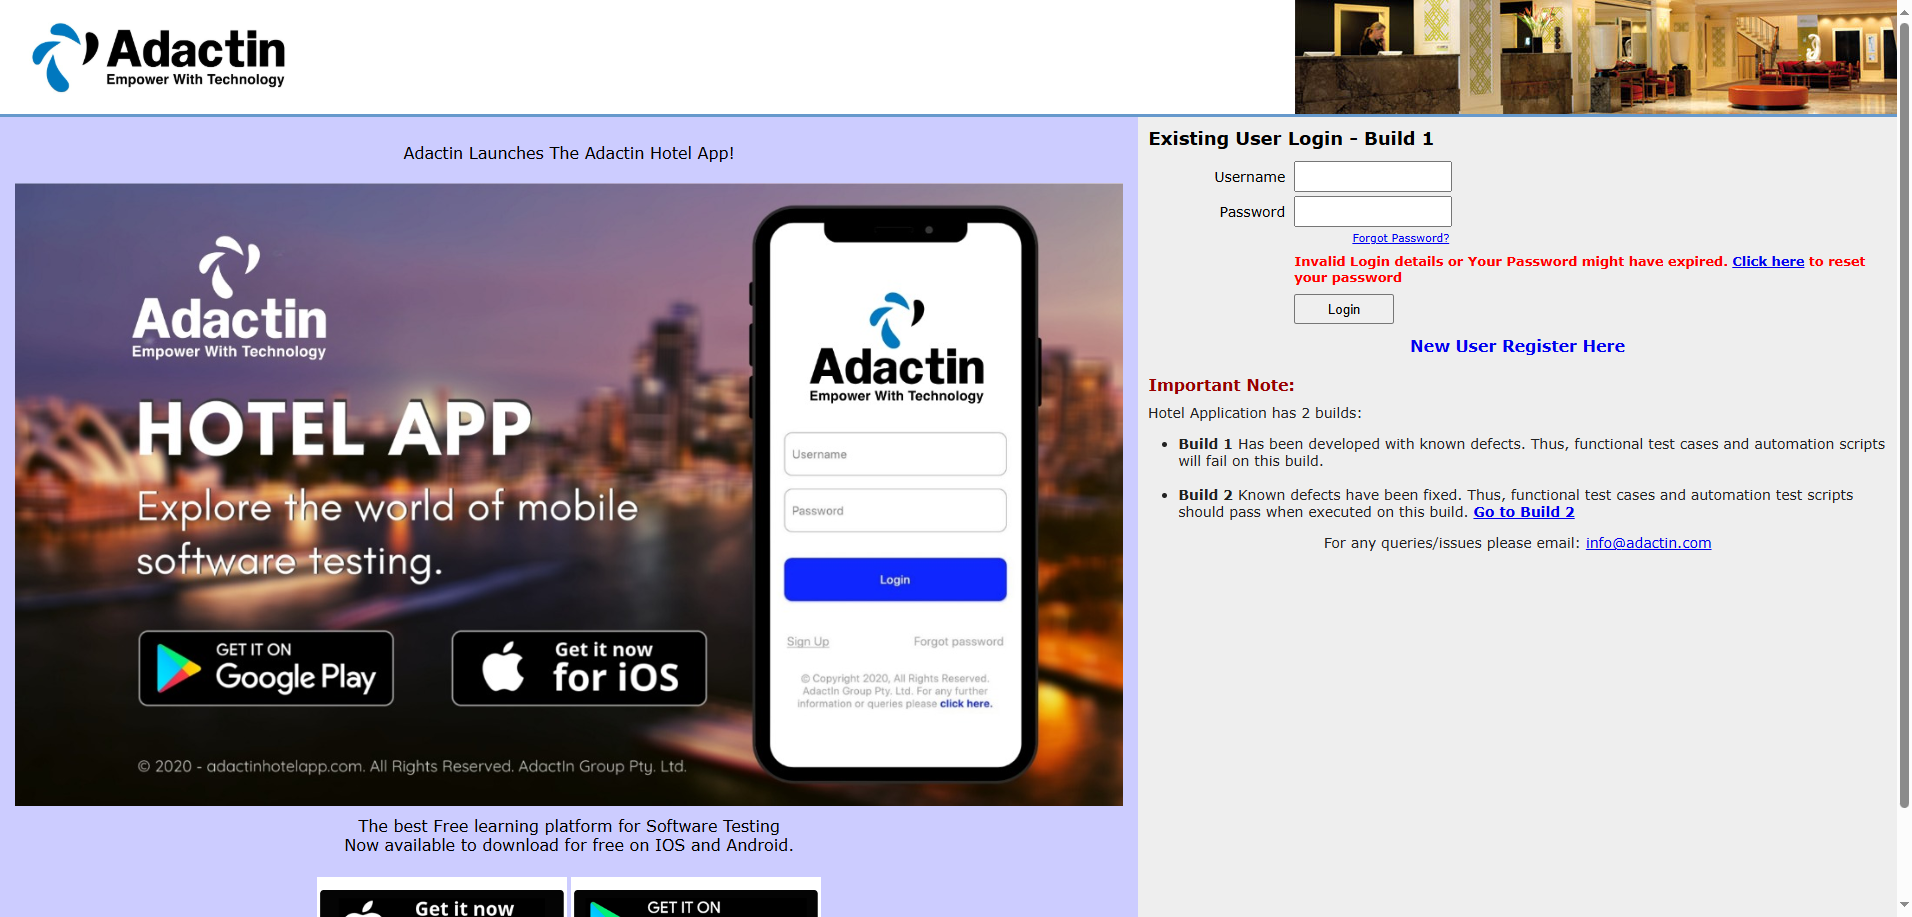 Adactin
Empower With Technology
Adactin Launches The Adactin Hotel App!
Adactin
Empower With Technology
HOTEL APP
Explore the world of mobile
software testing.
GET IT ON
Google Play
Get it now
for iOS
© 2020 - adactinhotelapp.com. All Rights Reserved. AdactIn Group Pty. Ltd.
Adactin
Empower With Technology
Username
Password
Login
Sign Up
Forgot password
© Copyright 2020, All Rights Reserved.
AdactIn Group Pty. Ltd. For any further
information or queries please click here.
The best Free learning platform for Software Testing
Now available to download for free on IOS and Android.
Get it now
GET IT ON
Existing User Login - Build 1
Username
Password
Forgot Password?
Invalid Login details or Your Password might have expired. Click here to reset
your password
Login
New User Register Here
Important Note:
Hotel Application has 2 builds:
• Build 1 Has been developed with known defects. Thus, functional test cases and automation scripts
will fail on this build.
• Build 2 Known defects have been fixed. Thus, functional test cases and automation test scripts
should pass when executed on this build. Go to Build 2
For any queries/issues please email: info@adactin.com